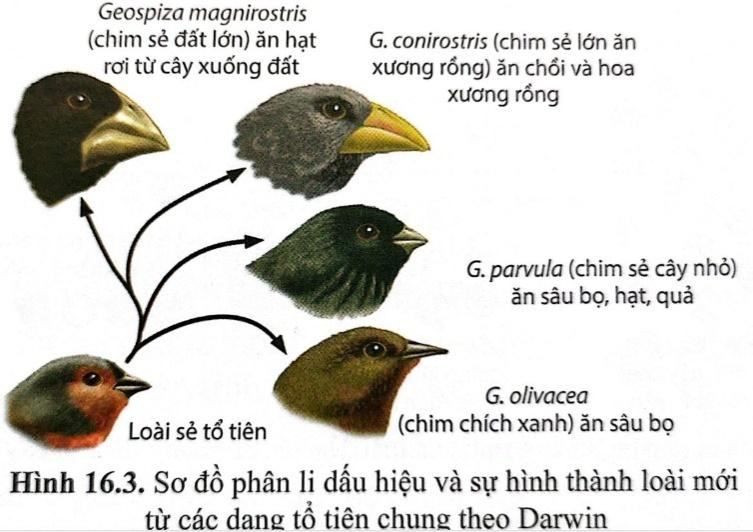 Geospiza magnirostris
(chim sẻ đất lớn) ăn hạt
rơi từ cây xuống đất
G. conirostris (chim sẻ lớn ăn
xương rồng) ăn chồi và hoa
xương rồng
G. parvula (chim sẻ cây nhỏ)
ăn sâu bọ, hạt, quả
G. olivacea
(chim chích xanh) ăn sâu bọ
Loài sẻ tổ tiên
Hình 16.3. Sơ đồ phân li dấu hiệu và sự hình thành loài mới
từ các dạng tổ tiên chung theo Darwin